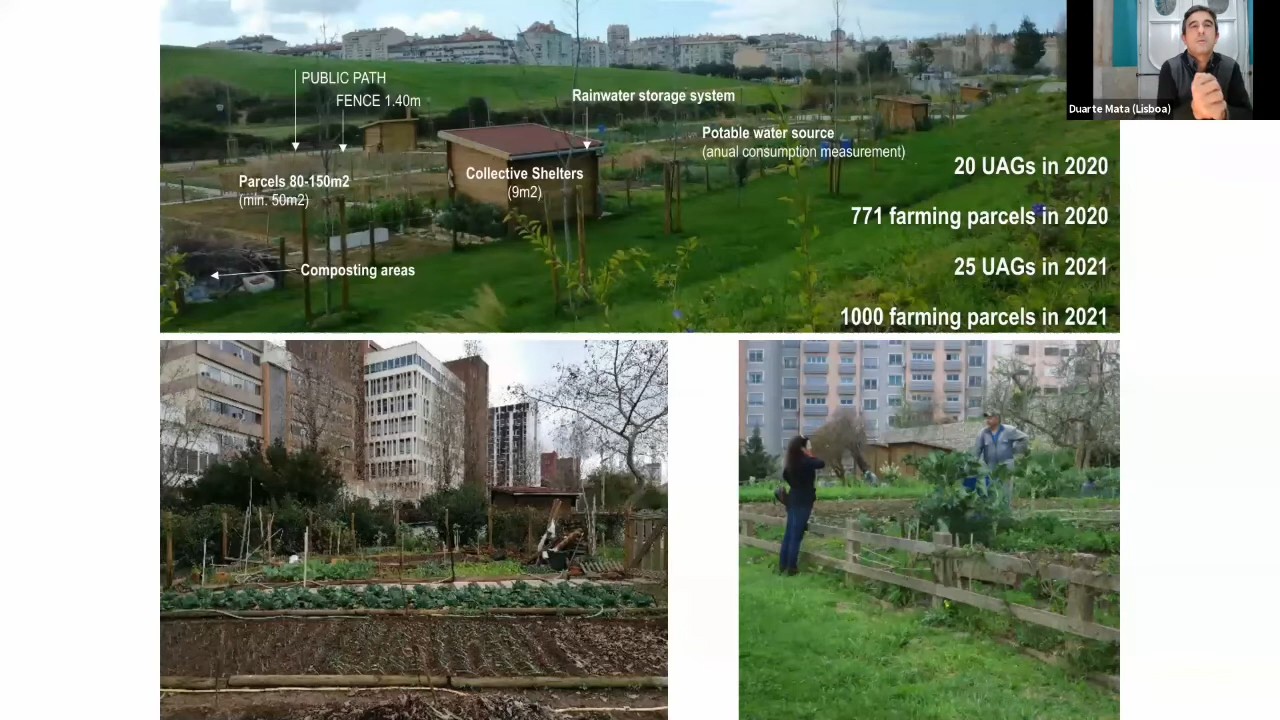 PUBLIC PATH
FENCE 1.40m
Rainwater storage system
Potable water source
(anual consumption measurement)
Parcels 80-150m2
(min. 50m2)
Collective Shelters
(9m2)
Composting areas
20 UAGs in 2020
771 farming parcels in 2020
25 UAGs in 2021
1000 farming parcels in 2021
Duarte Mata (Lisboa)